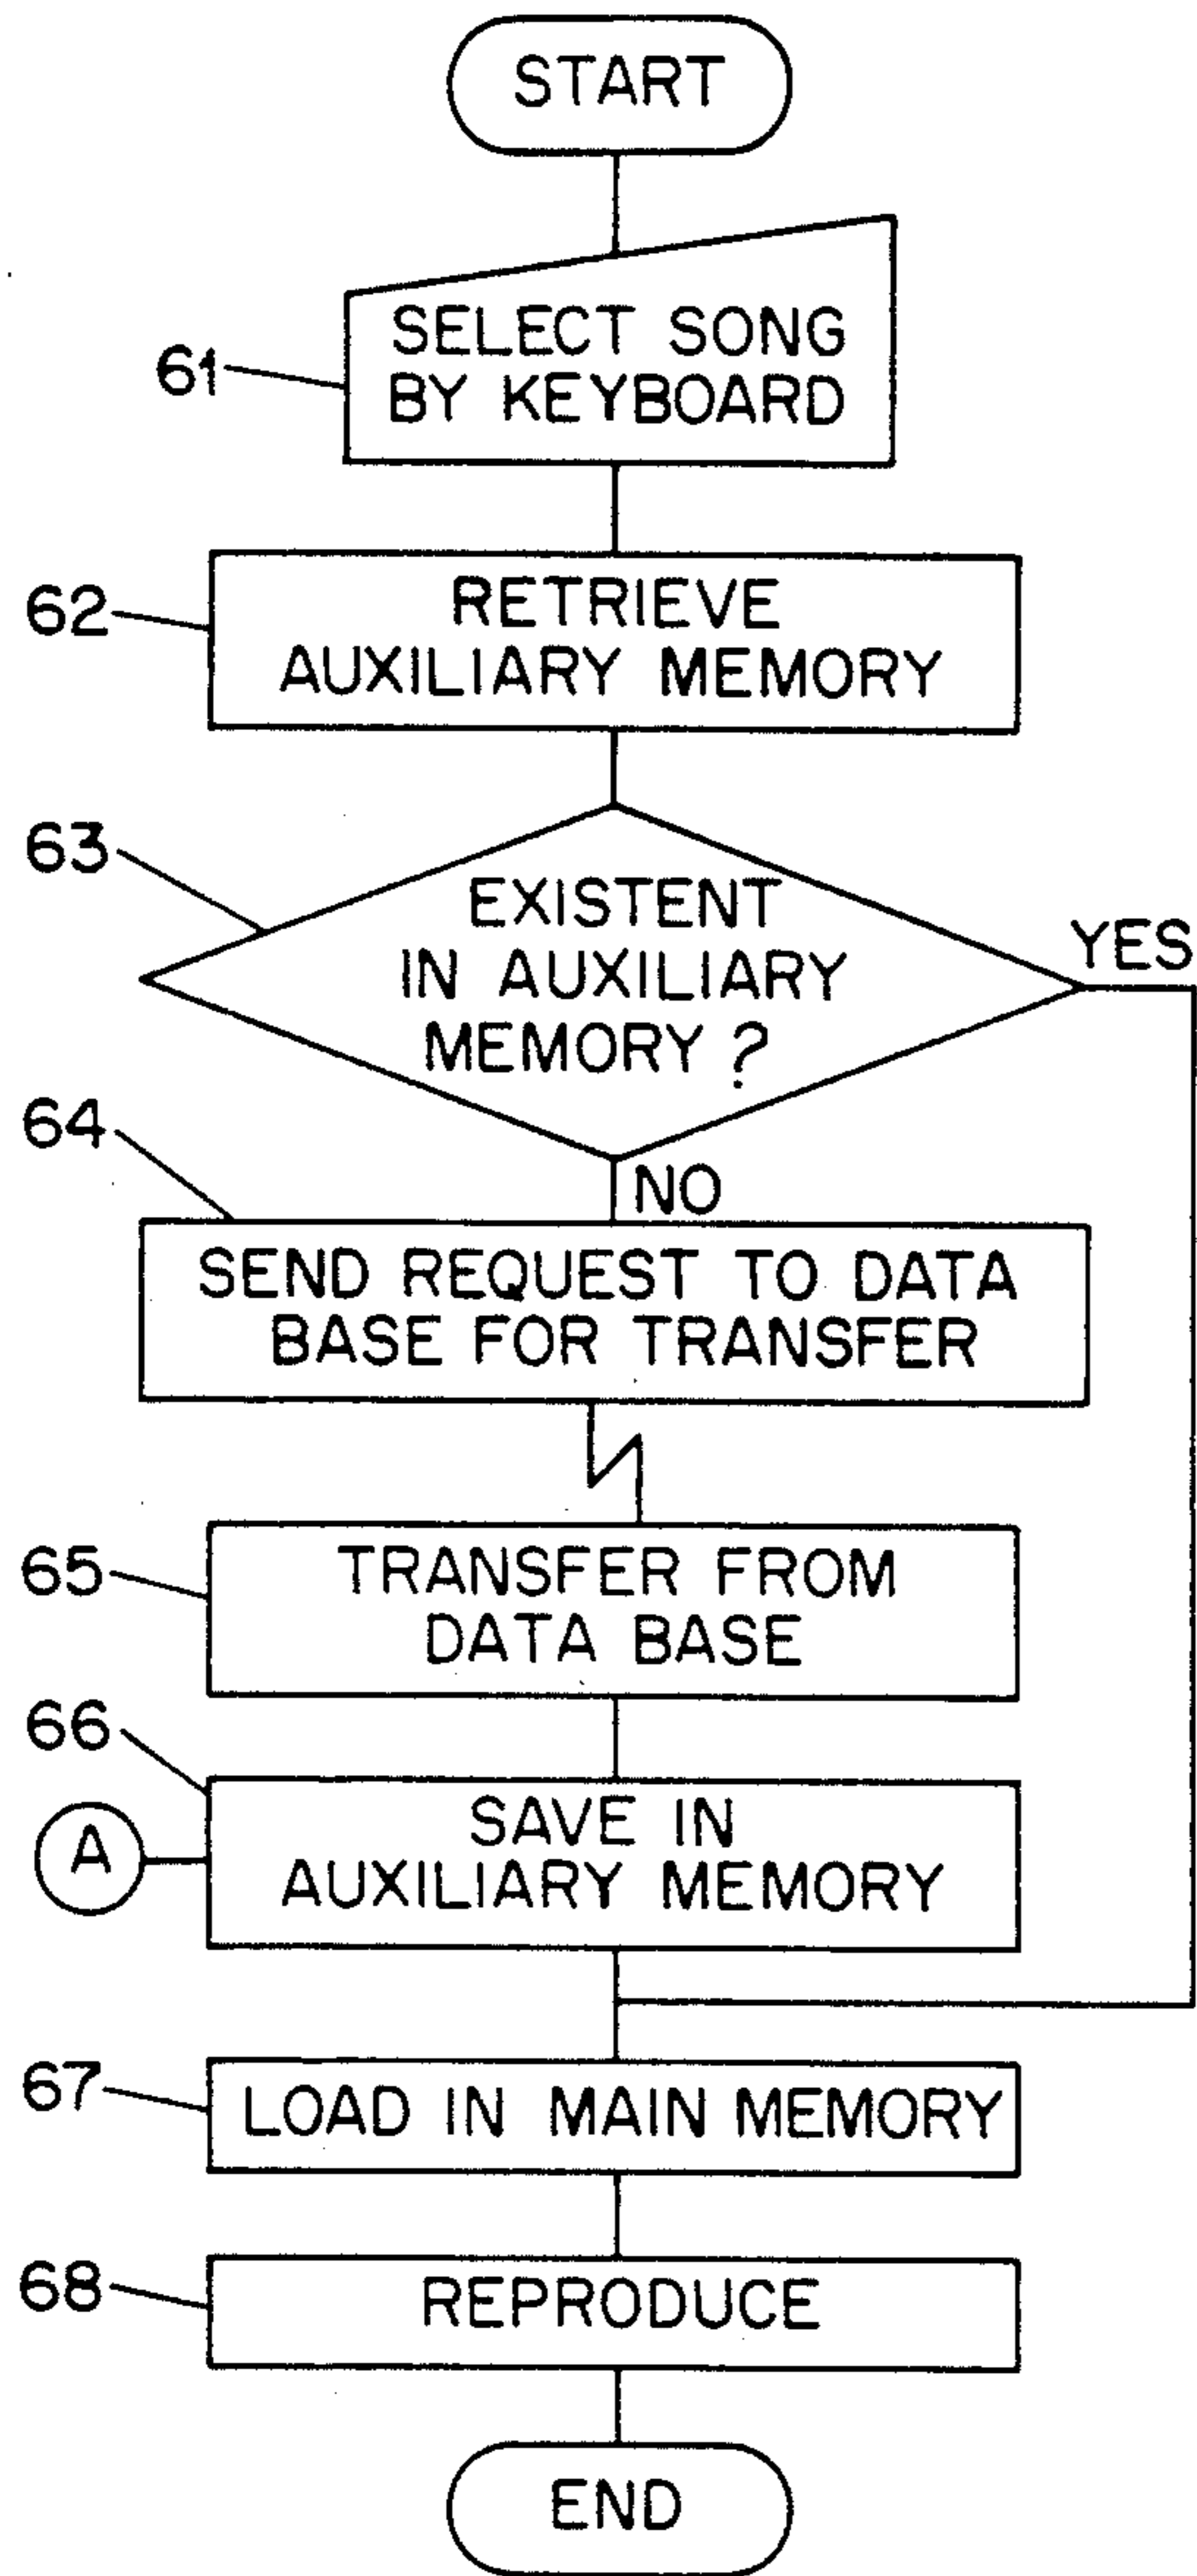 START
61
SELECT SONG
BY KEYBOARD
62
RETRIEVE
AUXILIARY MEMORY
63
EXISTENT
IN AUXILIARY
MEMORY ?
YES
NO
64
SEND REQUEST TO DATA
BASE FOR TRANSFER
65
TRANSFER FROM
DATA BASE
66
A
SAVE IN
AUXILIARY MEMORY
67
LOAD IN MAIN MEMORY
68
REPRODUCE
END